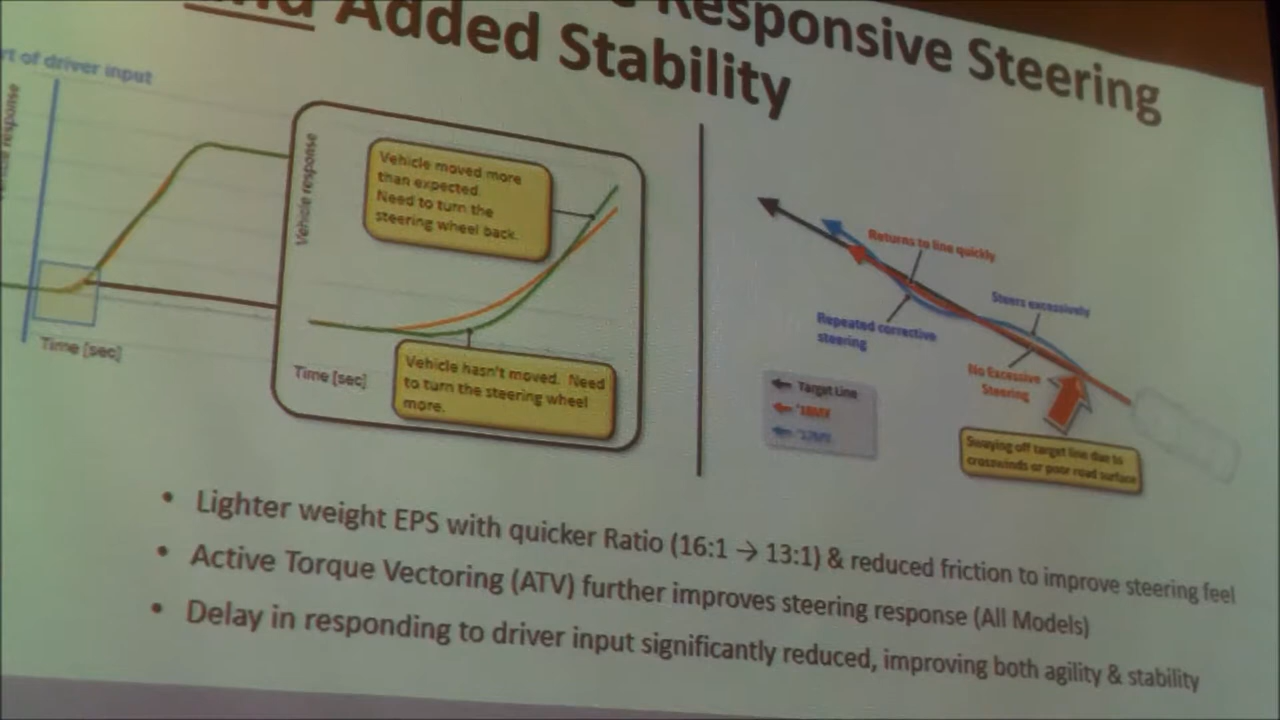 Responsive Steering
and Added Stability
rt of driver input
response
Time [sec]
Vehicle response
Vehicle moved more
than expected.
Need to turn the
steering wheel back.
Time [sec]
Vehicle hasn't moved. Need
to turn the steering wheel
more.
Returns to line quickly
Steers excessively
Repeated corrective
steering
No Excessive
Steering
Target Line
'18MY
'17MY
Swaying off target line due to
crosswinds or poor road surface
• Lighter weight EPS with quicker Ratio (16:1 → 13:1) & reduced friction to improve steering feel
• Active Torque Vectoring (ATV) further improves steering response (All Models)
• Delay in responding to driver input significantly reduced, improving both agility & stability